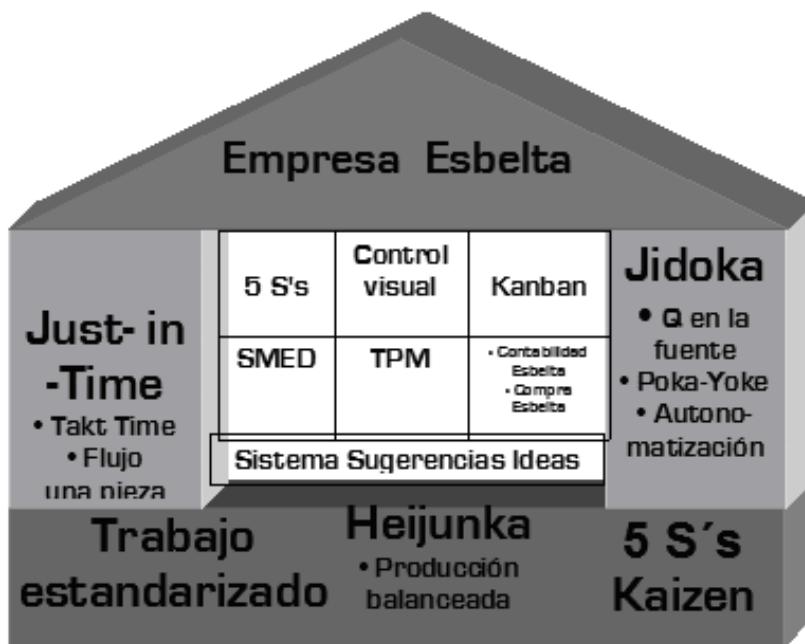 Empresa Esbelta
Just- in
-Time
• Takt Time
• Flujo
una pieza
5 S's
Control
visual
Kanban
SMED
TPM
• Contabilidad
Esbelta
• Compra
Esbelta
Sistema Sugerencias Ideas
Jidoka
• Q en la
fuente
• Poka-Yoke
• Autono-
matización
Trabajo
estandarizado
Heijunka
• Producción
balanceada
5 S´s
Kaizen